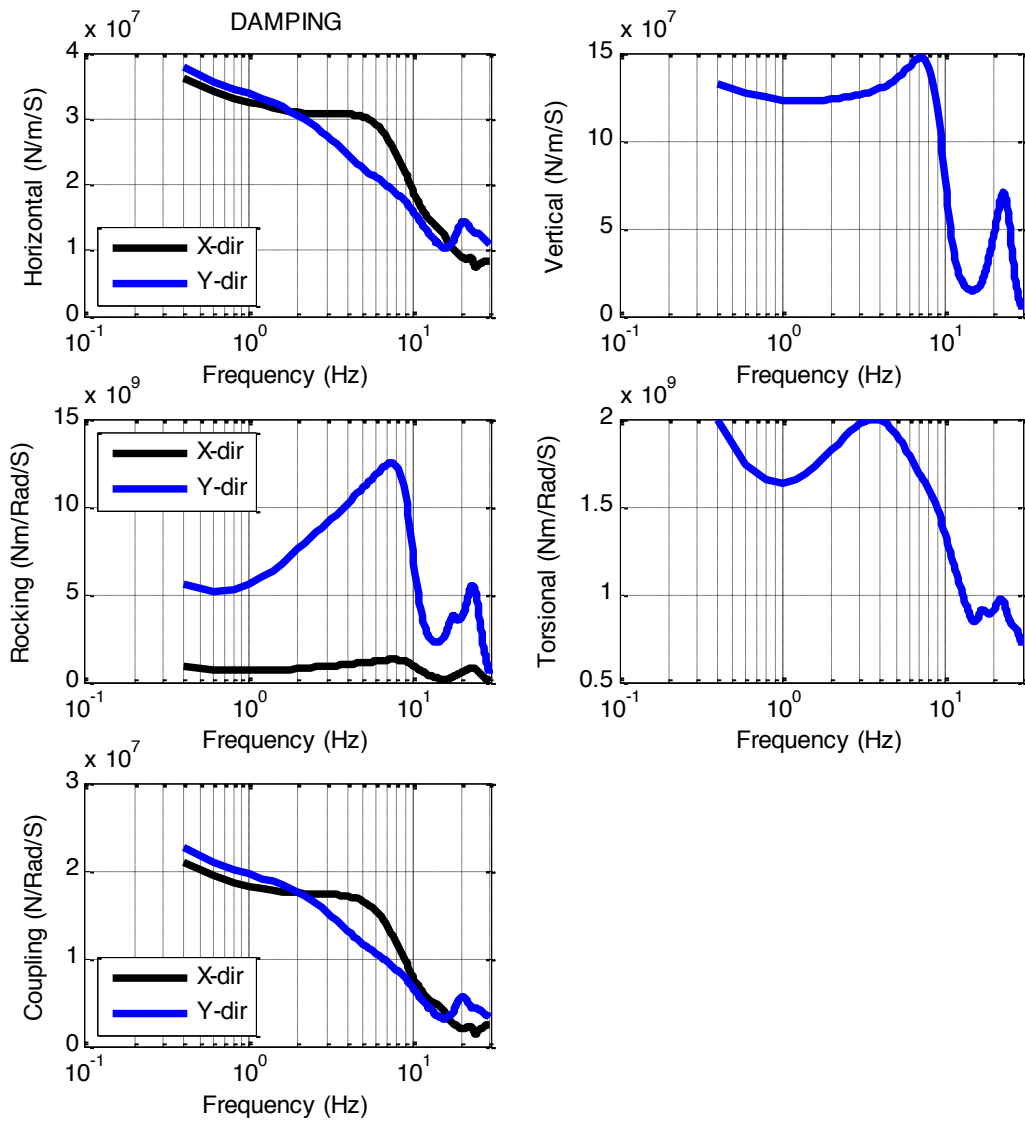 DAMPING
x 10^7
4
3
2
1
0
Horizontal (N/m/S)
X-dir
Y-dir
10^-1 10^0 10^1
Frequency (Hz)
x 10^7
15
10
5
0
Vertical (N/m/S)
10^-1 10^0 10^1
Frequency (Hz)
x 10^9
15
10
5
0
Rocking (Nm/Rad/S)
X-dir
Y-dir
10^-1 10^0 10^1
Frequency (Hz)
x 10^9
2
1.5
1
0.5
Torsional (Nm/Rad/S)
10^-1 10^0 10^1
Frequency (Hz)
x 10^7
3
2
1
0
Coupling (N/Rad/S)
X-dir
Y-dir
10^-1 10^0 10^1
Frequency (Hz)